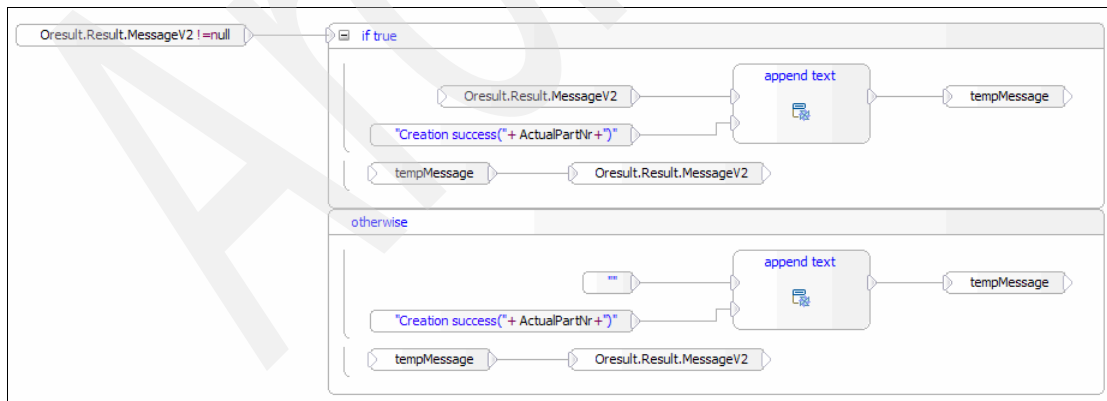 Oresult.Result.MessageV2 !=null
if true
append text
Oresult.Result.MessageV2
tempMessage
"Creation success("+ ActualPartNr+")"
tempMessage
Oresult.Result.MessageV2
otherwise
append text
""
tempMessage
"Creation success("+ ActualPartNr+")"
tempMessage
Oresult.Result.MessageV2